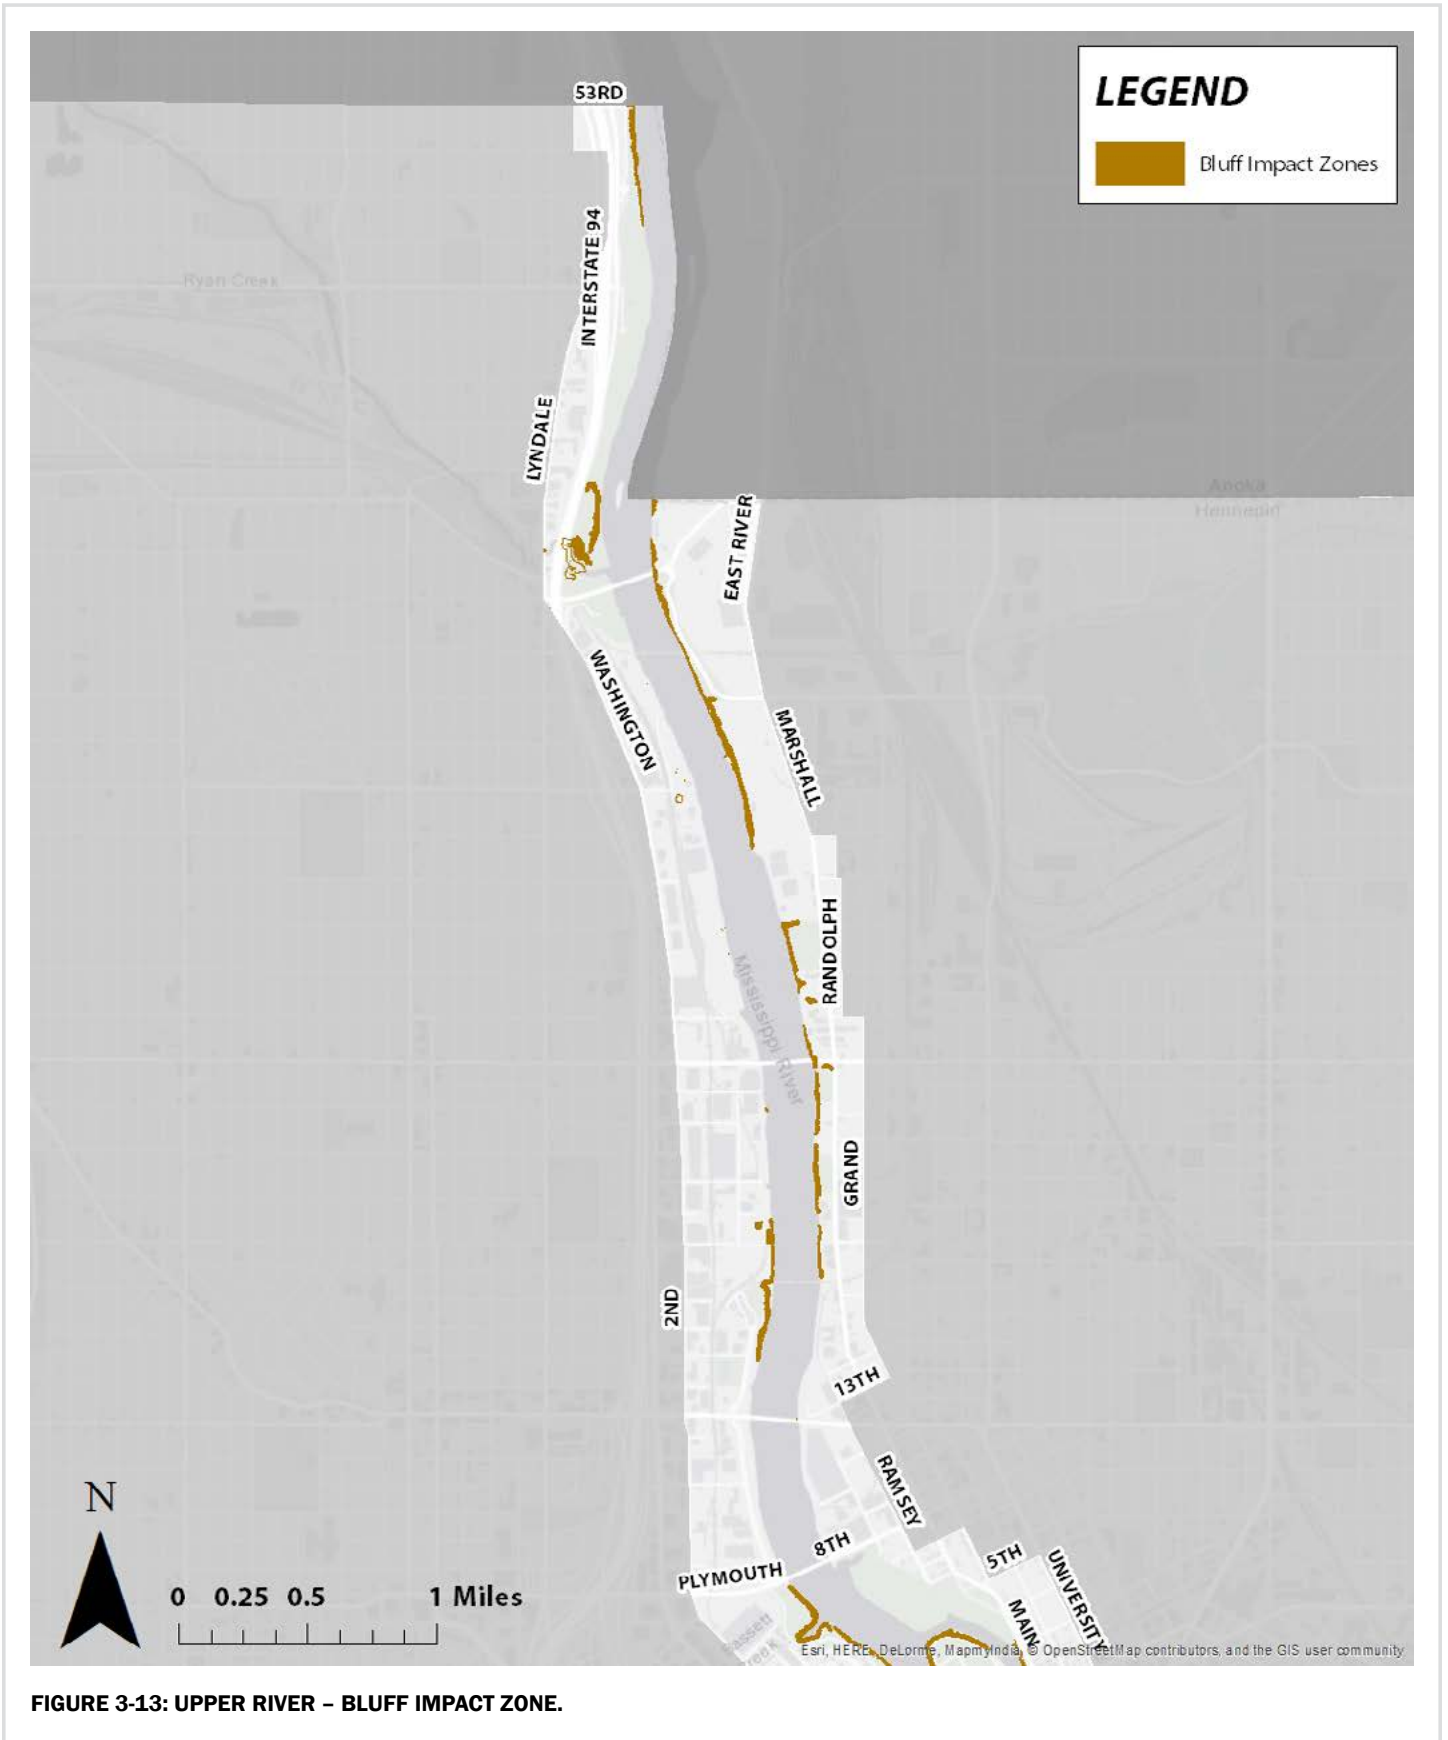 53RD
LEGEND
Bluff Impact Zones
INTERSTATE 94
Ryan Creek
LYNDALE
Anoka
Hennepin
EAST RIVER
WASHINGTON
MARSHALL
RANDOLPH
Mississippi River
GRAND
2ND
13TH
RAMSEY
N
8TH
5TH
UNIVERSITY
PLYMOUTH
MAIN
0 0.25 0.5 1 Miles
Bassett
Creek
Esri, HERE, DeLorme, MapmyIndia, © OpenStreetMap contributors, and the GIS user community
FIGURE 3-13: UPPER RIVER – BLUFF IMPACT ZONE.